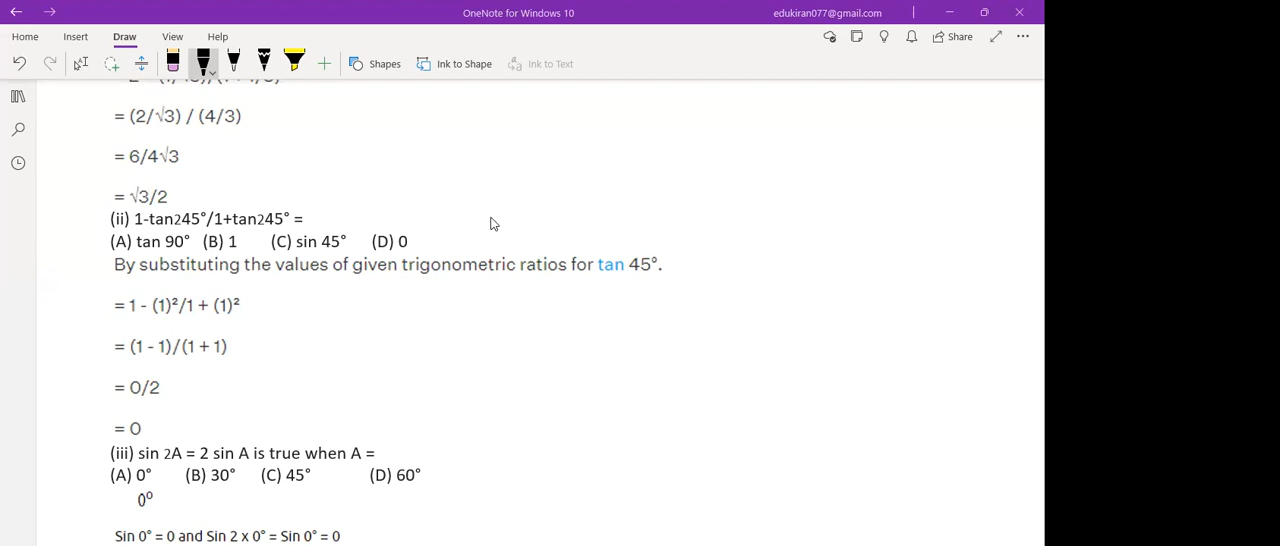 OneNote for Windows 10
edukiran077@gmail.com
Home Insert Draw View Help
Share
Shapes Ink to Shape Ink to Text
= (2/√3) / (4/3)
= 6/4√3
= √3/2
(ii) 1-tan245°/1+tan245° =
(A) tan 90° (B) 1 (C) sin 45° (D) 0
By substituting the values of given trigonometric ratios for tan 45°.
= 1 - (1)²/1 + (1)²
= (1 - 1)/(1 + 1)
= 0/2
= 0
(iii) sin 2A = 2 sin A is true when A =
(A) 0° (B) 30° (C) 45° (D) 60°
0⁰
Sin 0° = 0 and Sin 2 x 0° = Sin 0° = 0